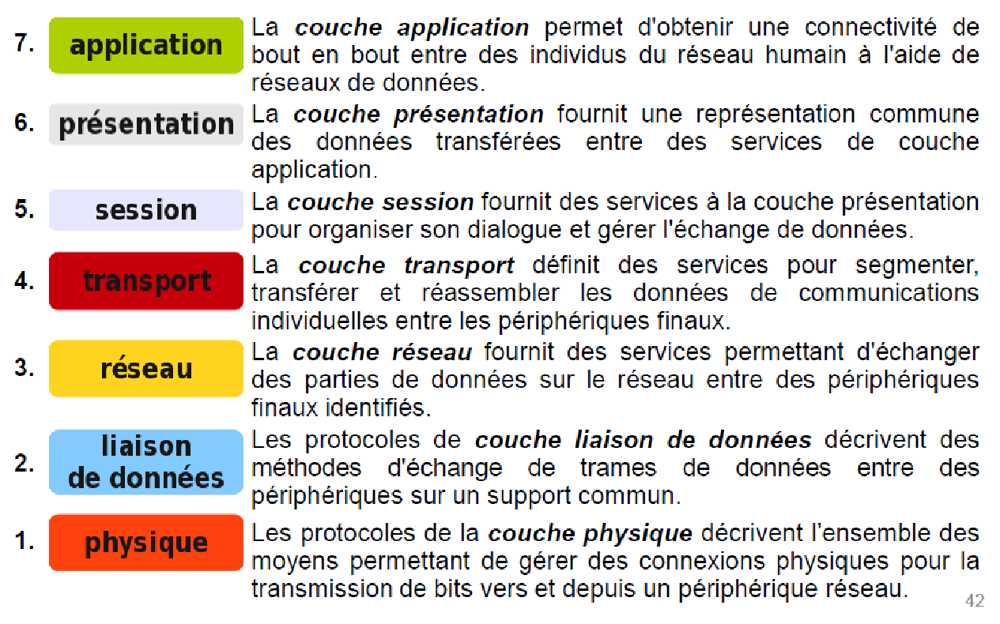 7. application
La couche application permet d'obtenir une connectivité de
bout en bout entre des individus du réseau humain à l'aide de
réseaux de données.
6. présentation
La couche présentation fournit une représentation commune
des données transférées entre des services de couche
application.
5. session
La couche session fournit des services à la couche présentation
pour organiser son dialogue et gérer l'échange de données.
4. transport
La couche transport définit des services pour segmenter,
transférer et réassembler les données de communications
individuelles entre les périphériques finaux.
3. réseau
La couche réseau fournit des services permettant d'échanger
des parties de données sur le réseau entre des périphériques
finaux identifiés.
2. liaison
de données
Les protocoles de couche liaison de données décrivent des
méthodes d'échange de trames de données entre des
périphériques sur un support commun.
1. physique
Les protocoles de la couche physique décrivent l’ensemble des
moyens permettant de gérer des connexions physiques pour la
transmission de bits vers et depuis un périphérique réseau.
42